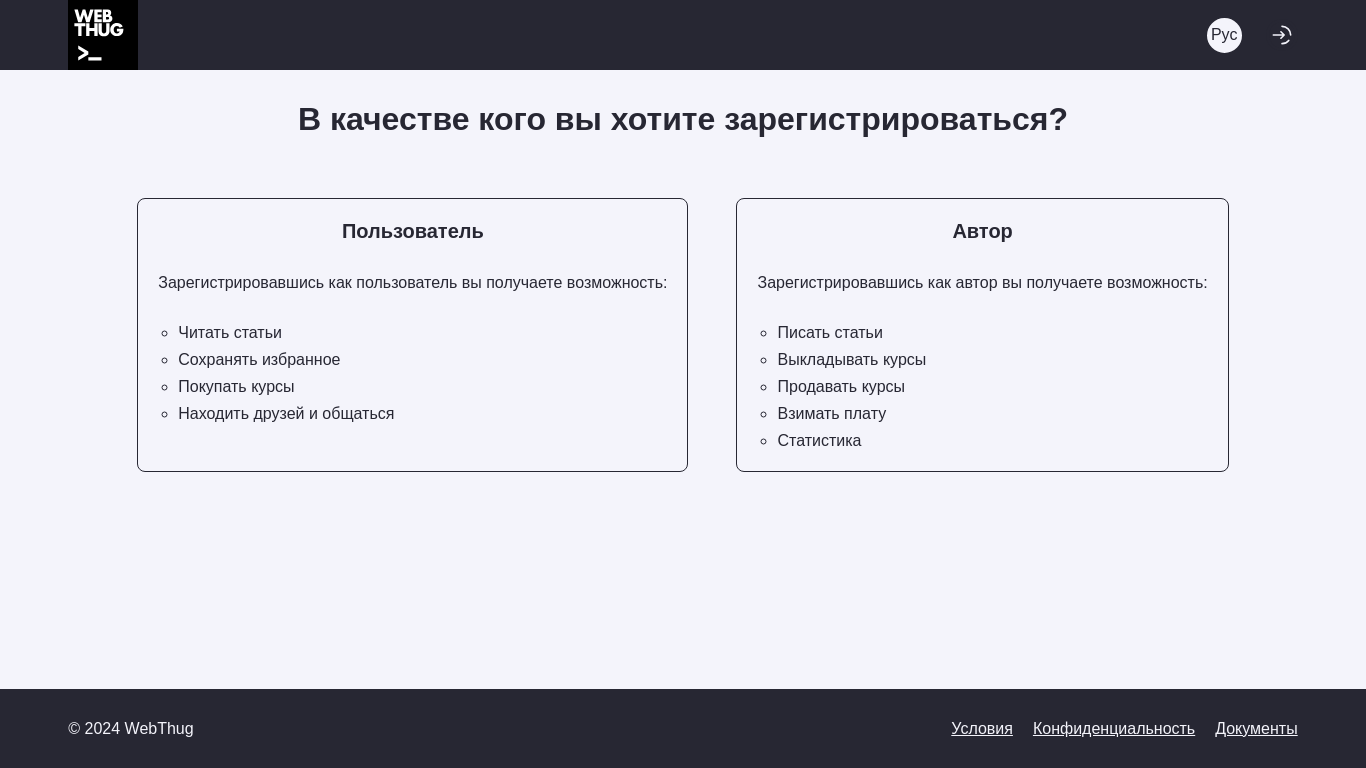 WEB
THUG
>_
Рус
В качестве кого вы хотите зарегистрироваться?
Пользователь
Зарегистрировавшись как пользователь вы получаете возможность:
Читать статьи
Сохранять избранное
Покупать курсы
Находить друзей и общаться
Автор
Зарегистрировавшись как автор вы получаете возможность:
Писать статьи
Выкладывать курсы
Продавать курсы
Взимать плату
Статистика
© 2024 WebThug
Условия Конфиденциальность Документы